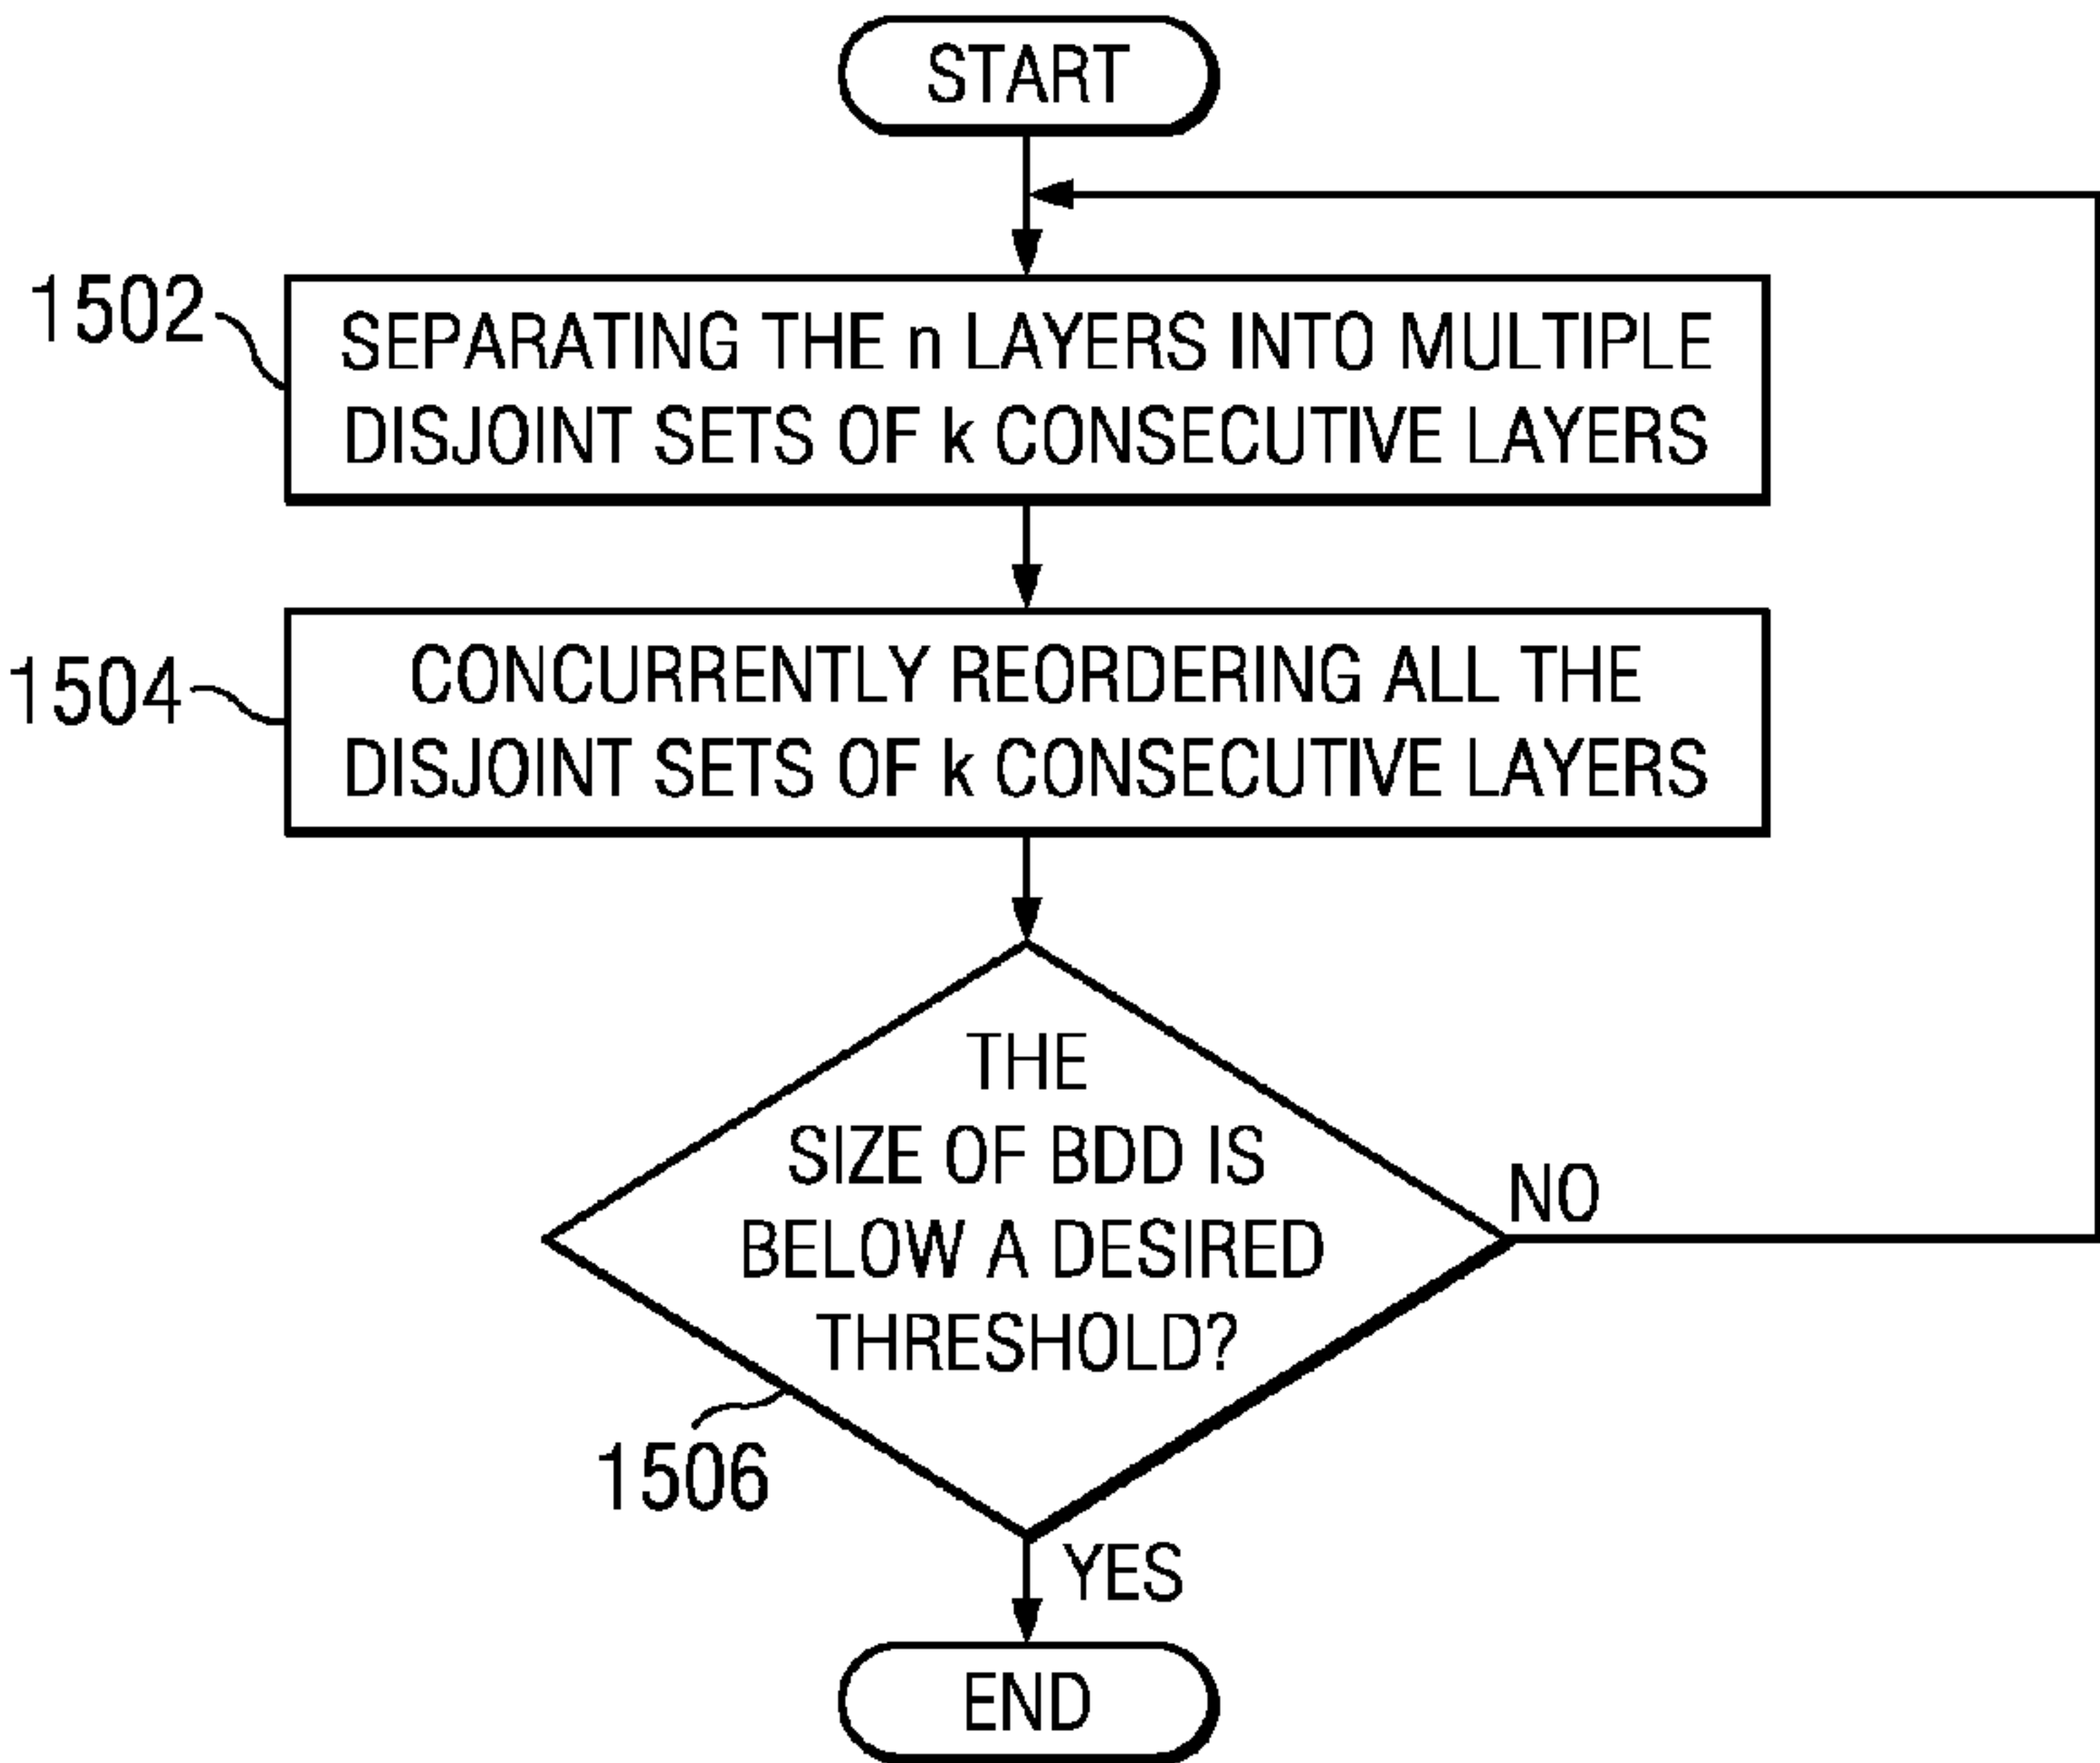 START
1502
SEPARATING THE n LAYERS INTO MULTIPLE
DISJOINT SETS OF k CONSECUTIVE LAYERS
1504
CONCURRENTLY REORDERING ALL THE
DISJOINT SETS OF k CONSECUTIVE LAYERS
THE
SIZE OF BDD IS
BELOW A DESIRED
THRESHOLD?
NO
1506
YES
END